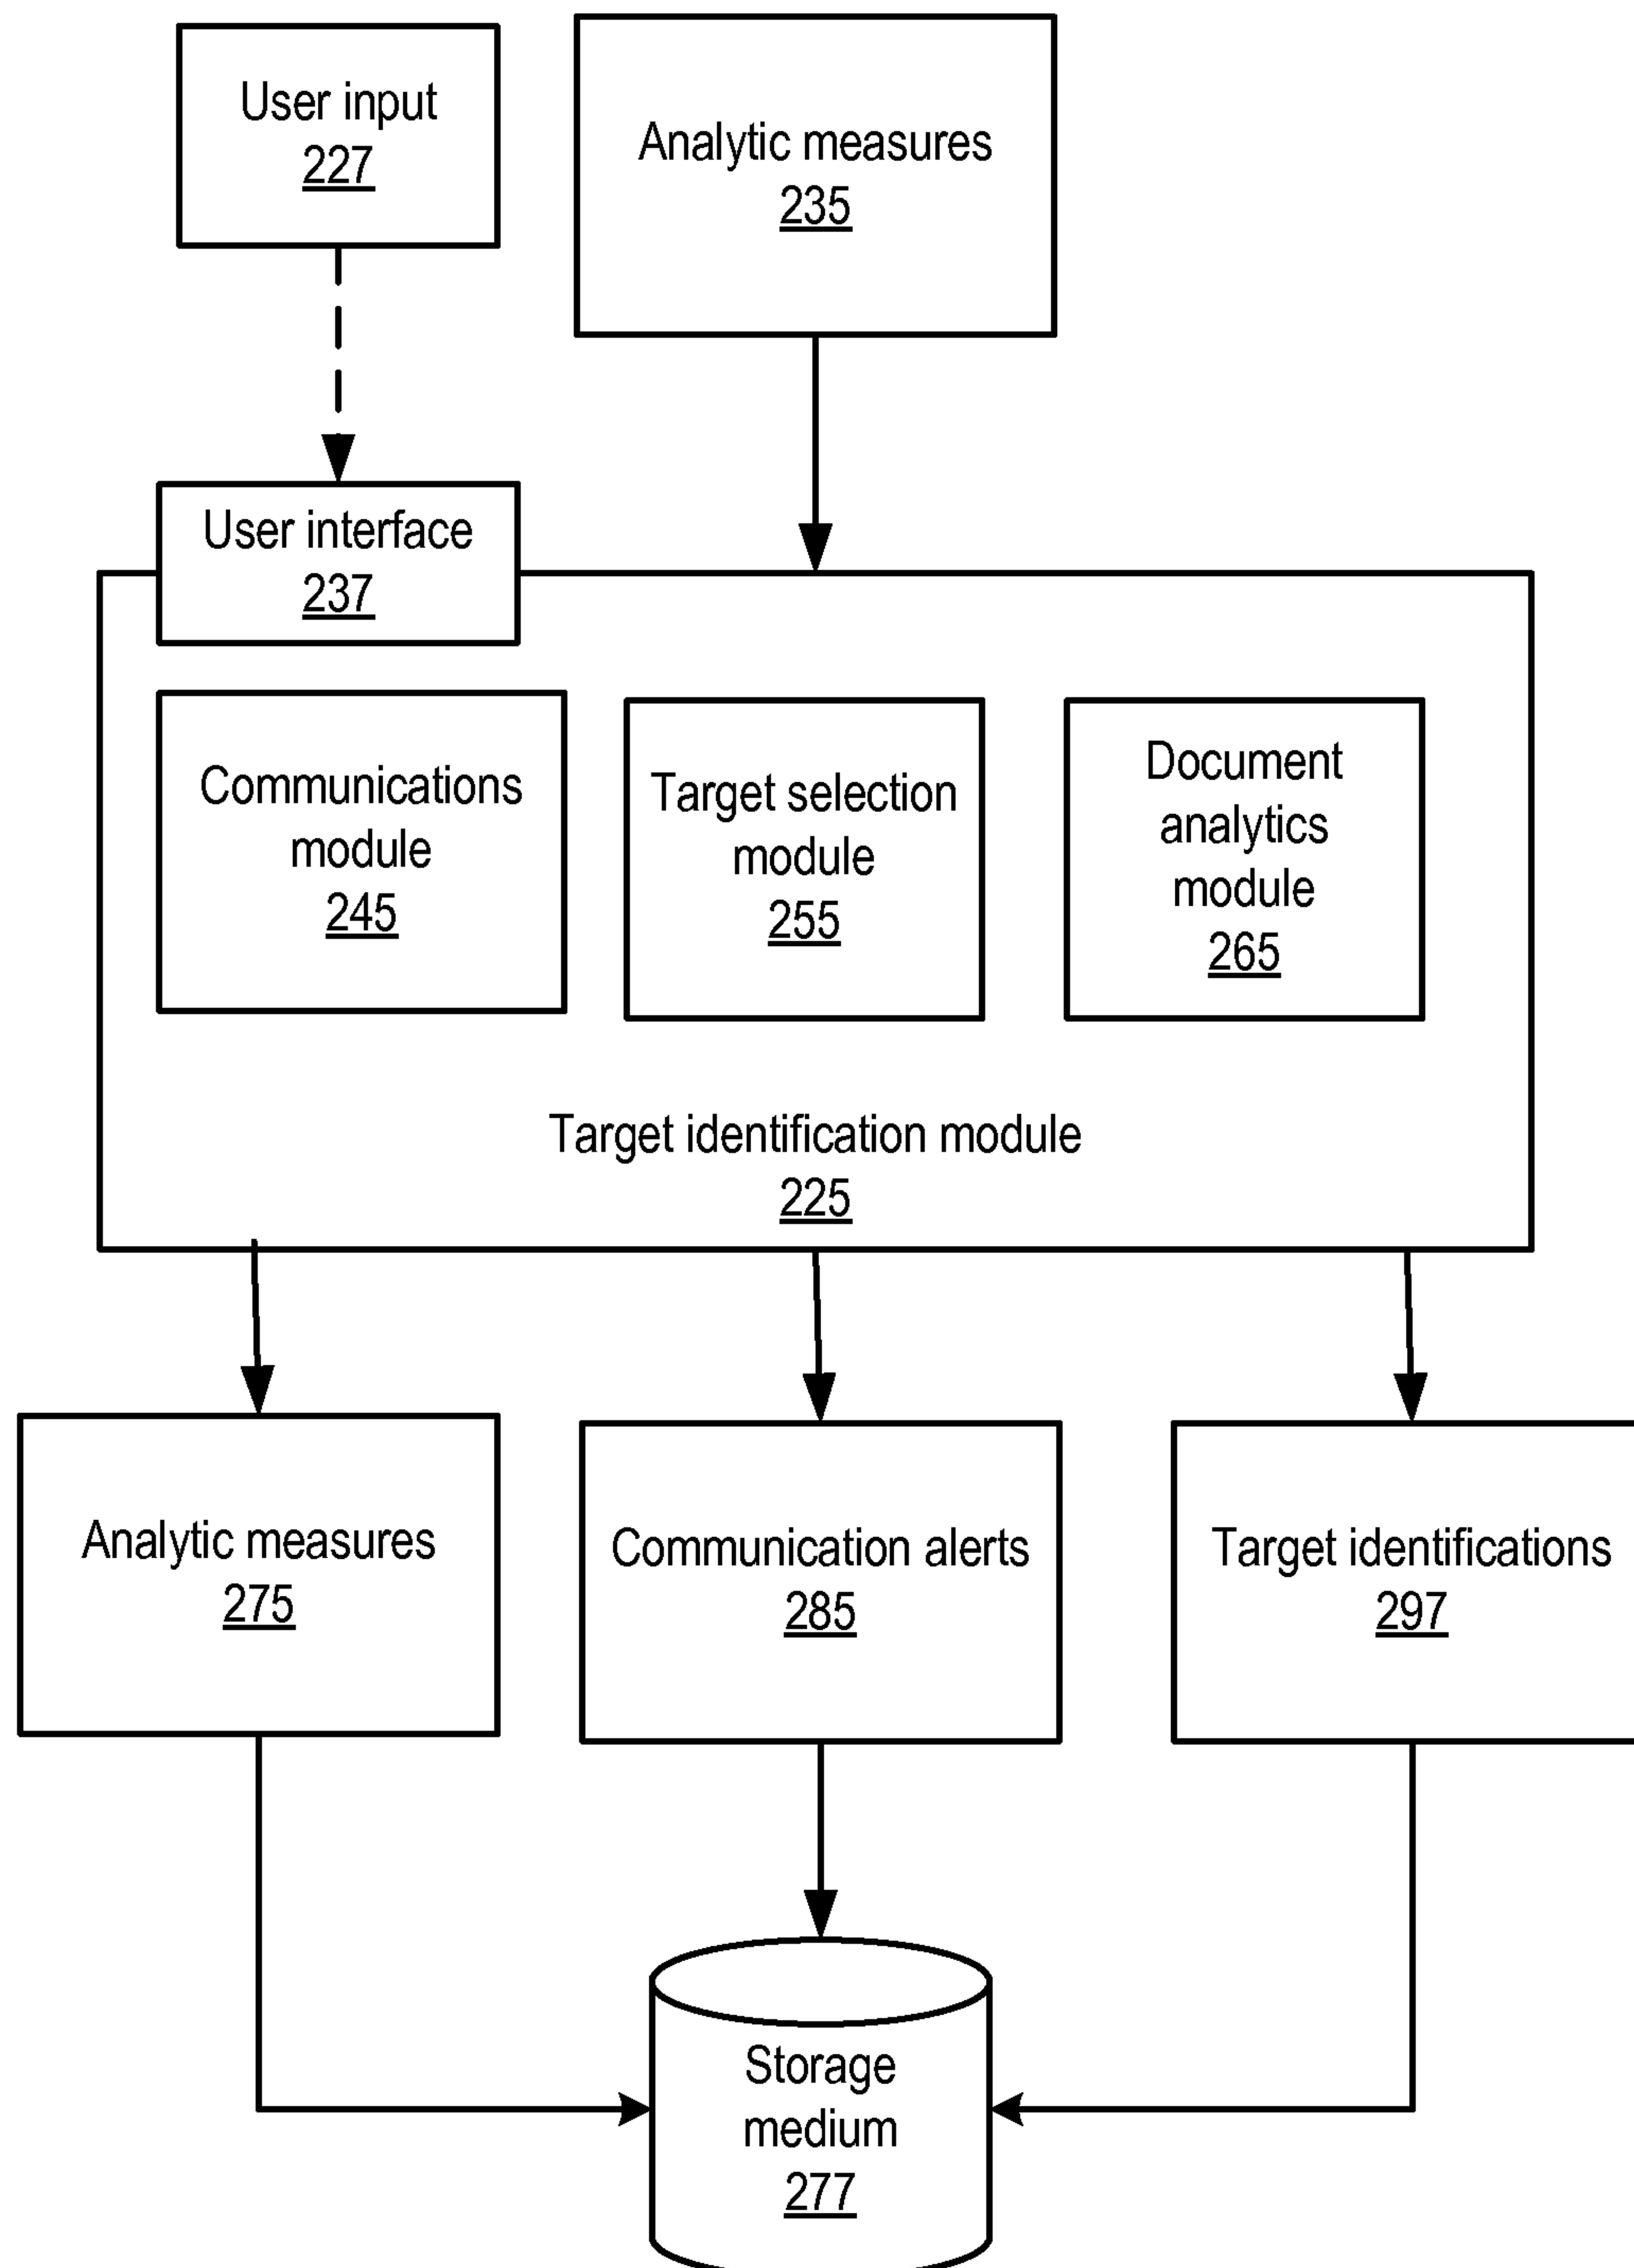 User input
227
Analytic measures
235
User interface
237
Communications
module
245
Target selection
module
255
Document
analytics
module
265
Target identification module
225
Analytic measures
275
Communication alerts
285
Target identifications
297
Storage
medium
277